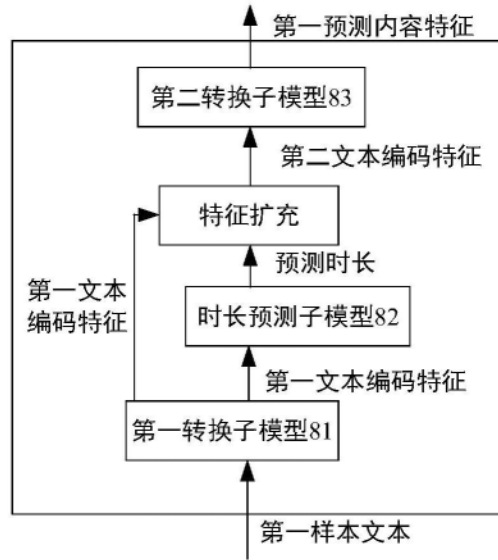 第一预测内容特征
第二转换子模型83
第二文本编码特征
特征扩充
预测时长
第一文本
编码特征
时长预测子模型82
第一文本编码特征
第一转换子模型81
第一样本文本